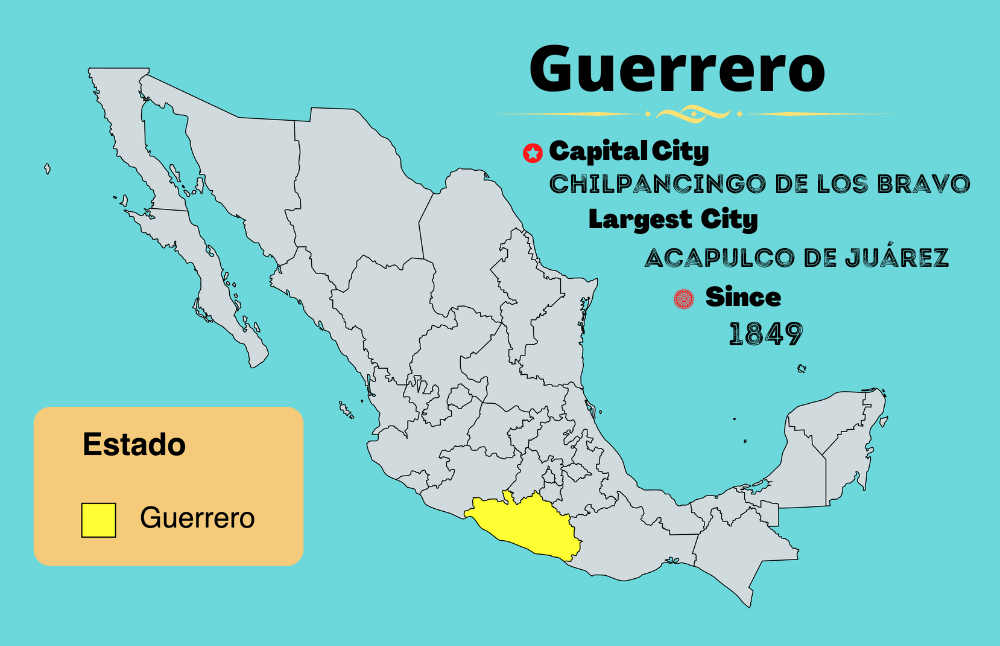 Guerrero
Capital City
CHILPANCINGO DE LOS BRAVO
Largest City
ACAPULCO DE JUÁREZ
Since
1849
Estado
Guerrero